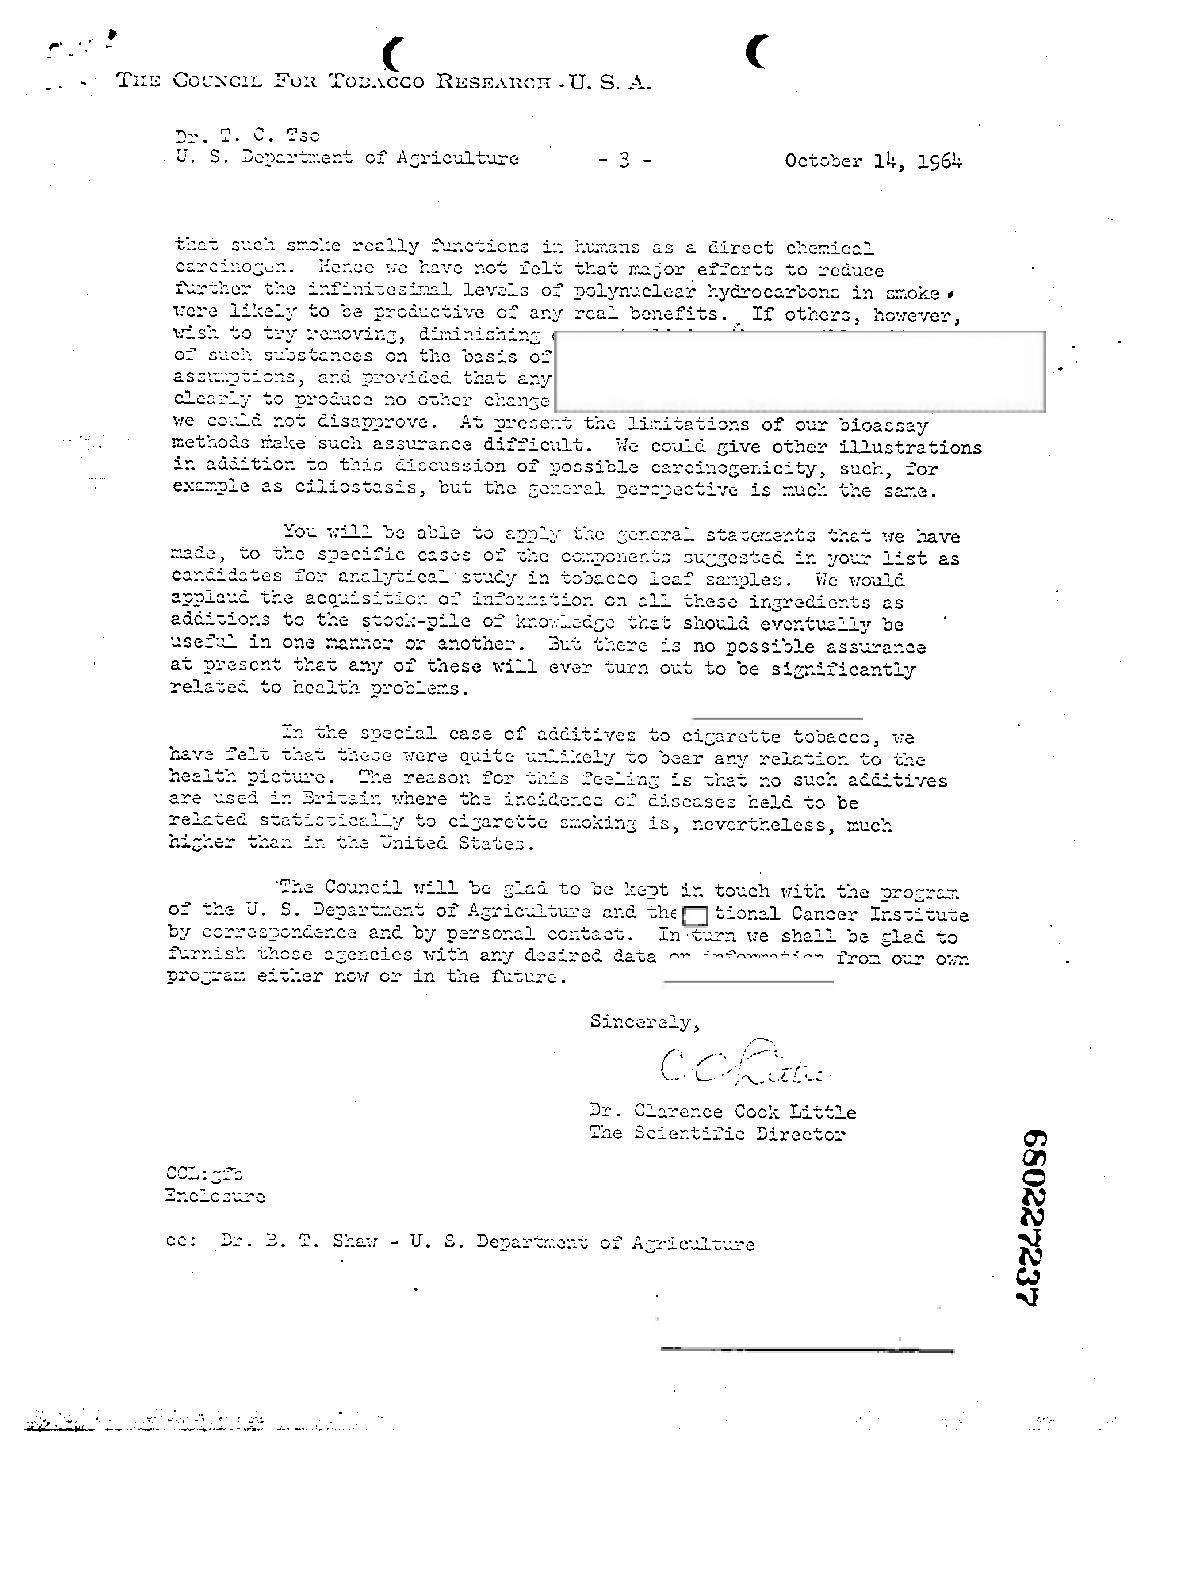 THE COUNCIL FOR TOBACCO RESEARCH - U. S. A.
Dr. T. C. Tso
U. S. Department of Agriculture - 3 - October 14, 1964
that such smoke really functions in humans as a direct chemical
carcinogen. Hence we have not felt that major efforts to reduce
further the infinitesimal levels of polynuclear hydrocarbons in smoke
were likely to be productive of any real benefits. If others, however,
wish to try removing, diminishing
of such substances on the basis of
assumptions, and provided that any
clearly to produce no other change
we could not disapprove. At present the limitations of our bioassay
methods make such assurance difficult. We could give other illustrations
in addition to this discussion of possible carcinogenicity, such, for
example as ciliostasis, but the general perspective is much the same.
You will be able to apply the general statements that we have
made, to the specific cases of the components suggested in your list as
candidates for analytical study in tobacco leaf samples. We would
applaud the acquisition of information on all these ingredients as
additions to the stock-pile of knowledge that should eventually be
useful in one manner or another. But there is no possible assurance
at present that any of these will ever turn out to be significantly
related to health problems.
In the special case of additives to cigarette tobacco, we
have felt that these were quite unlikely to bear any relation to the
health picture. The reason for this feeling is that no such additives
are used in Britain where the incidence of diseases held to be
related statistically to cigarette smoking is, nevertheless, much
higher than in the United States.
The Council will be glad to be kept in touch with the program
of the U. S. Department of Agriculture and the tional Cancer Institute
by correspondence and by personal contact. In turn we shall be glad to
furnish those agencies with any desired data or information from our own
program either now or in the future.
Sincerely,
C C Little
Dr. Clarence Cook Little
The Scientific Director
CCL:gfb
Enclosure
cc: Dr. B. T. Shaw - U. S. Department of Agriculture
680227237